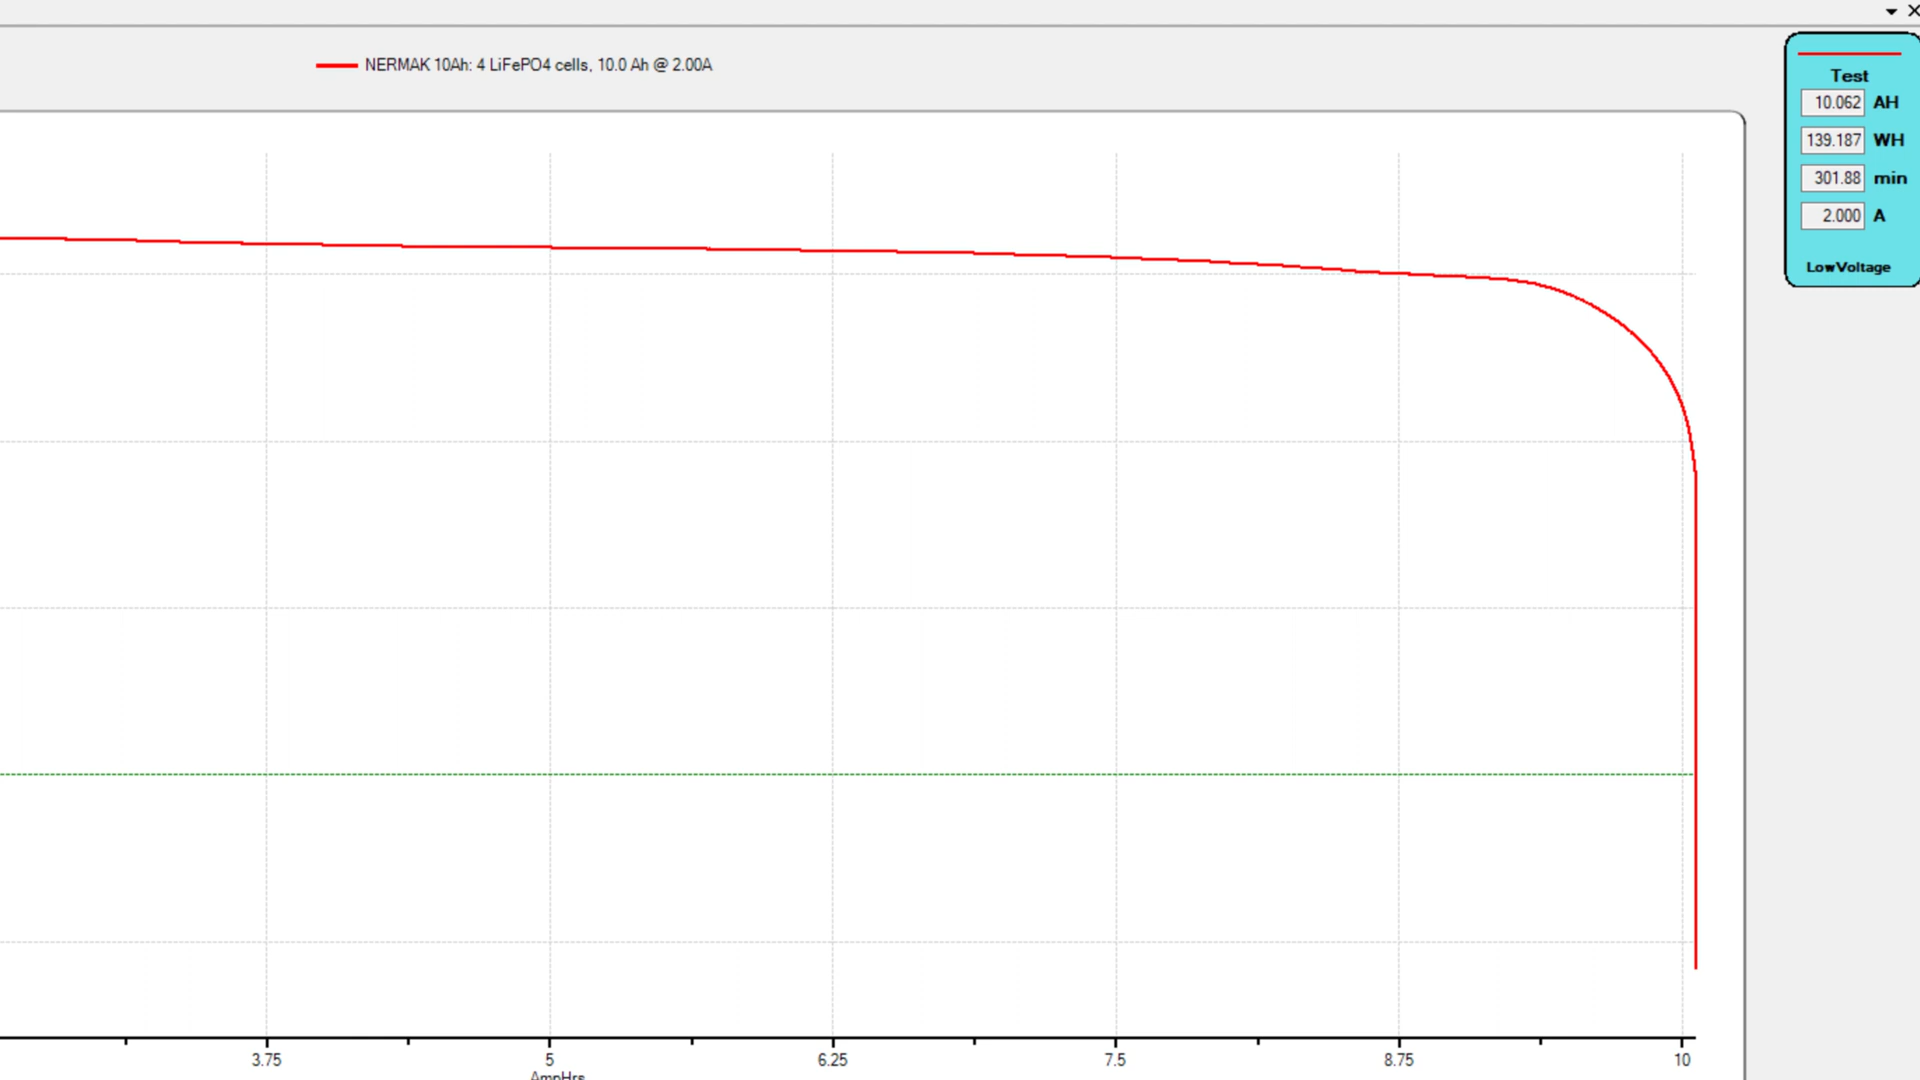 NERMAK 10Ah: 4 LiFePO4 cells, 10.0 Ah @ 2.00A
Test
10.062 AH
139.187 WH
301.88 min
2.000 A
LowVoltage
3.75 5 6.25 7.5 8.75 10
AmpHrs